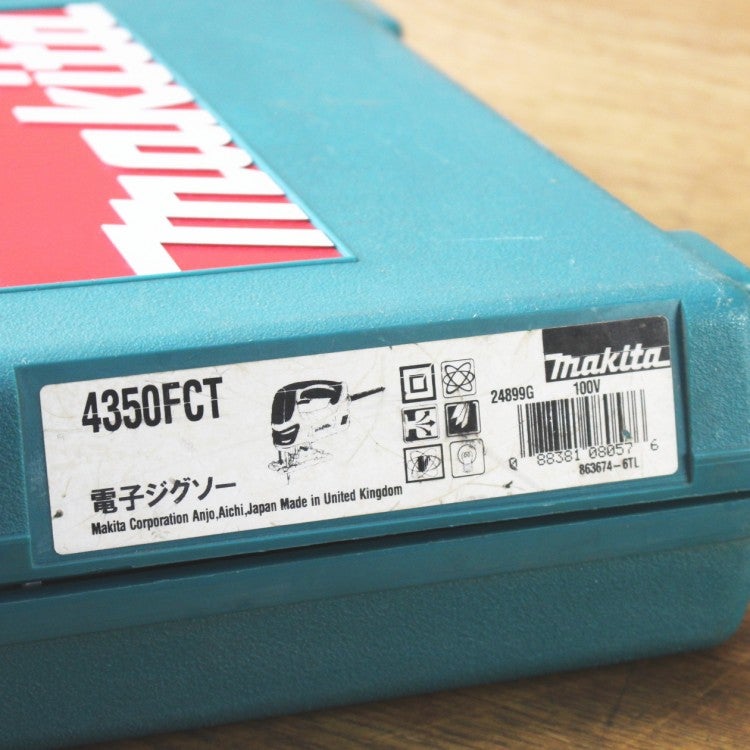 makita
4350FCT
電子ジグソー
Makita Corporation Anjo,Aichi,Japan Made in United Kingdom
makita
24899G 100V
0 88381 08057 6
863674-6TL